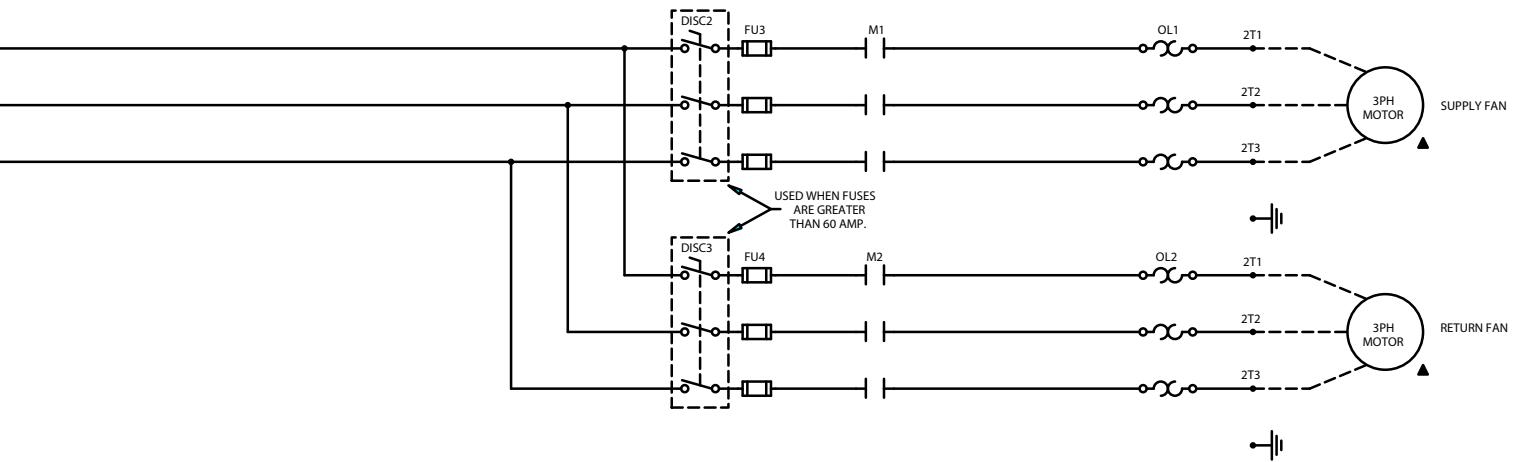 DISC2
FU3
M1
OL1
2T1
2T2
3PH
MOTOR
SUPPLY FAN
2T3
USED WHEN FUSES
ARE GREATER
THAN 60 AMP.
DISC3
FU4
M2
OL2
2T1
2T2
3PH
MOTOR
RETURN FAN
2T3